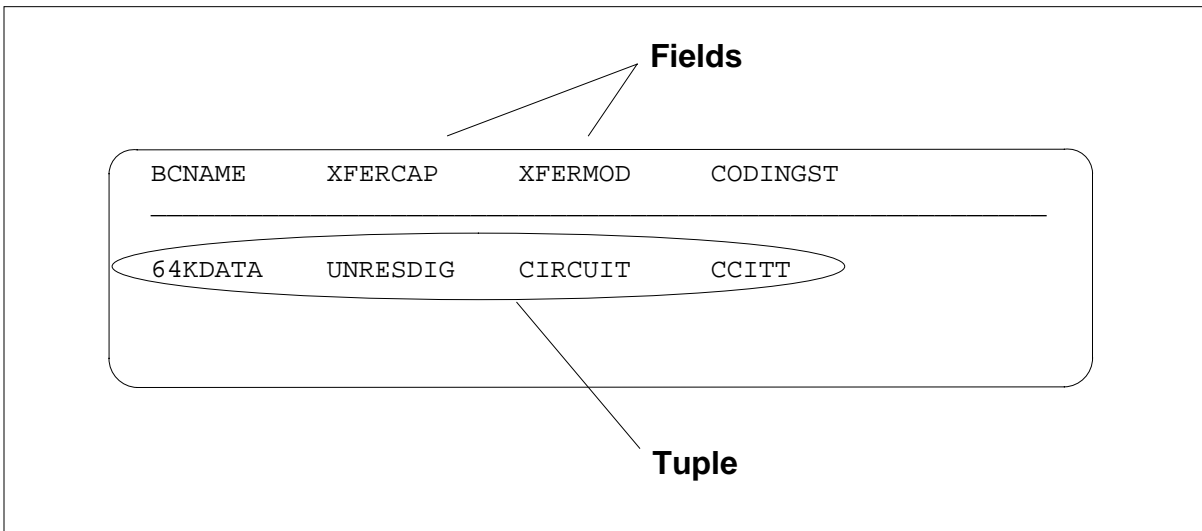 Fields
BCNAME XFERCAP XFERMOD CODINGST
64KDATA UNRESDIG CIRCUIT CCITT
Tuple